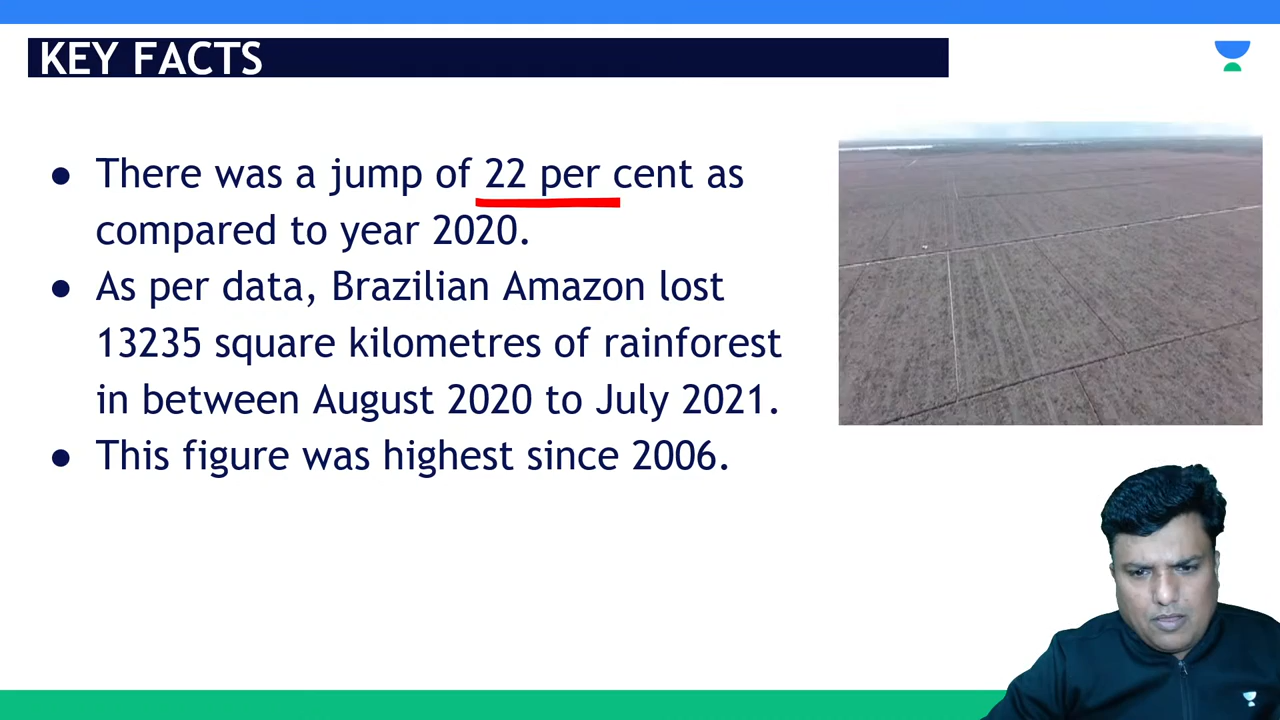 KEY FACTS
● There was a jump of 22 per cent as
compared to year 2020.
● As per data, Brazilian Amazon lost
13235 square kilometres of rainforest
in between August 2020 to July 2021.
● This figure was highest since 2006.